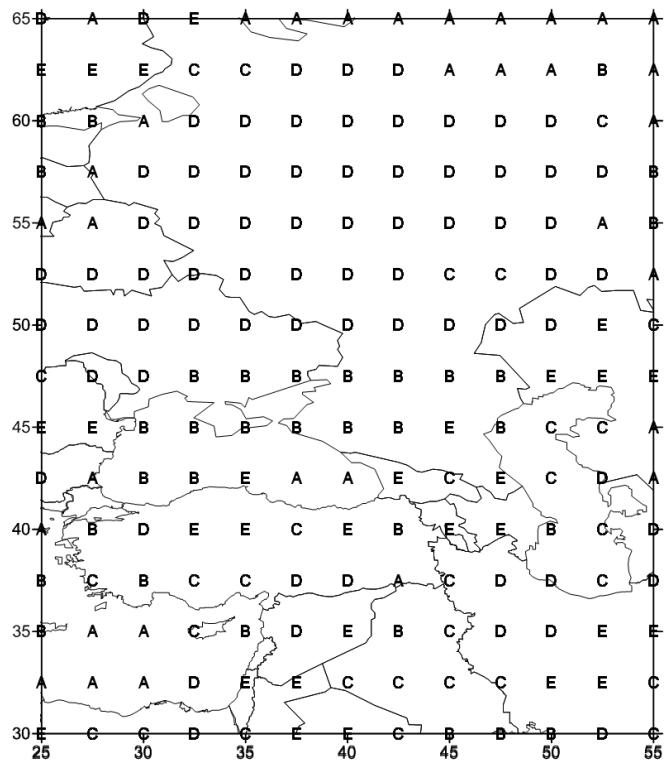 65 D A D E A A A A A A A A A
E E E C C D D D A A A B A
60 B B A D D D D D D D D C A
B A D D D D D D D D D D B
55 A A D D D D D D D D D A B
D D D D D D D D C C D D A
50 D D D D D D D D D D D E C
C D D B B B B B B B E E E
45 E E B B B B B B E B C C A
D A B B E A A E C E C D A
40 A B D E E C E B E E B C D
B C B C C D D A C D D C D
35 B A A C B D E B C D D E E
A A A D E E C C C C E E C
30 E C C D C E E C B B B D C
25 30 35 40 45 50 55